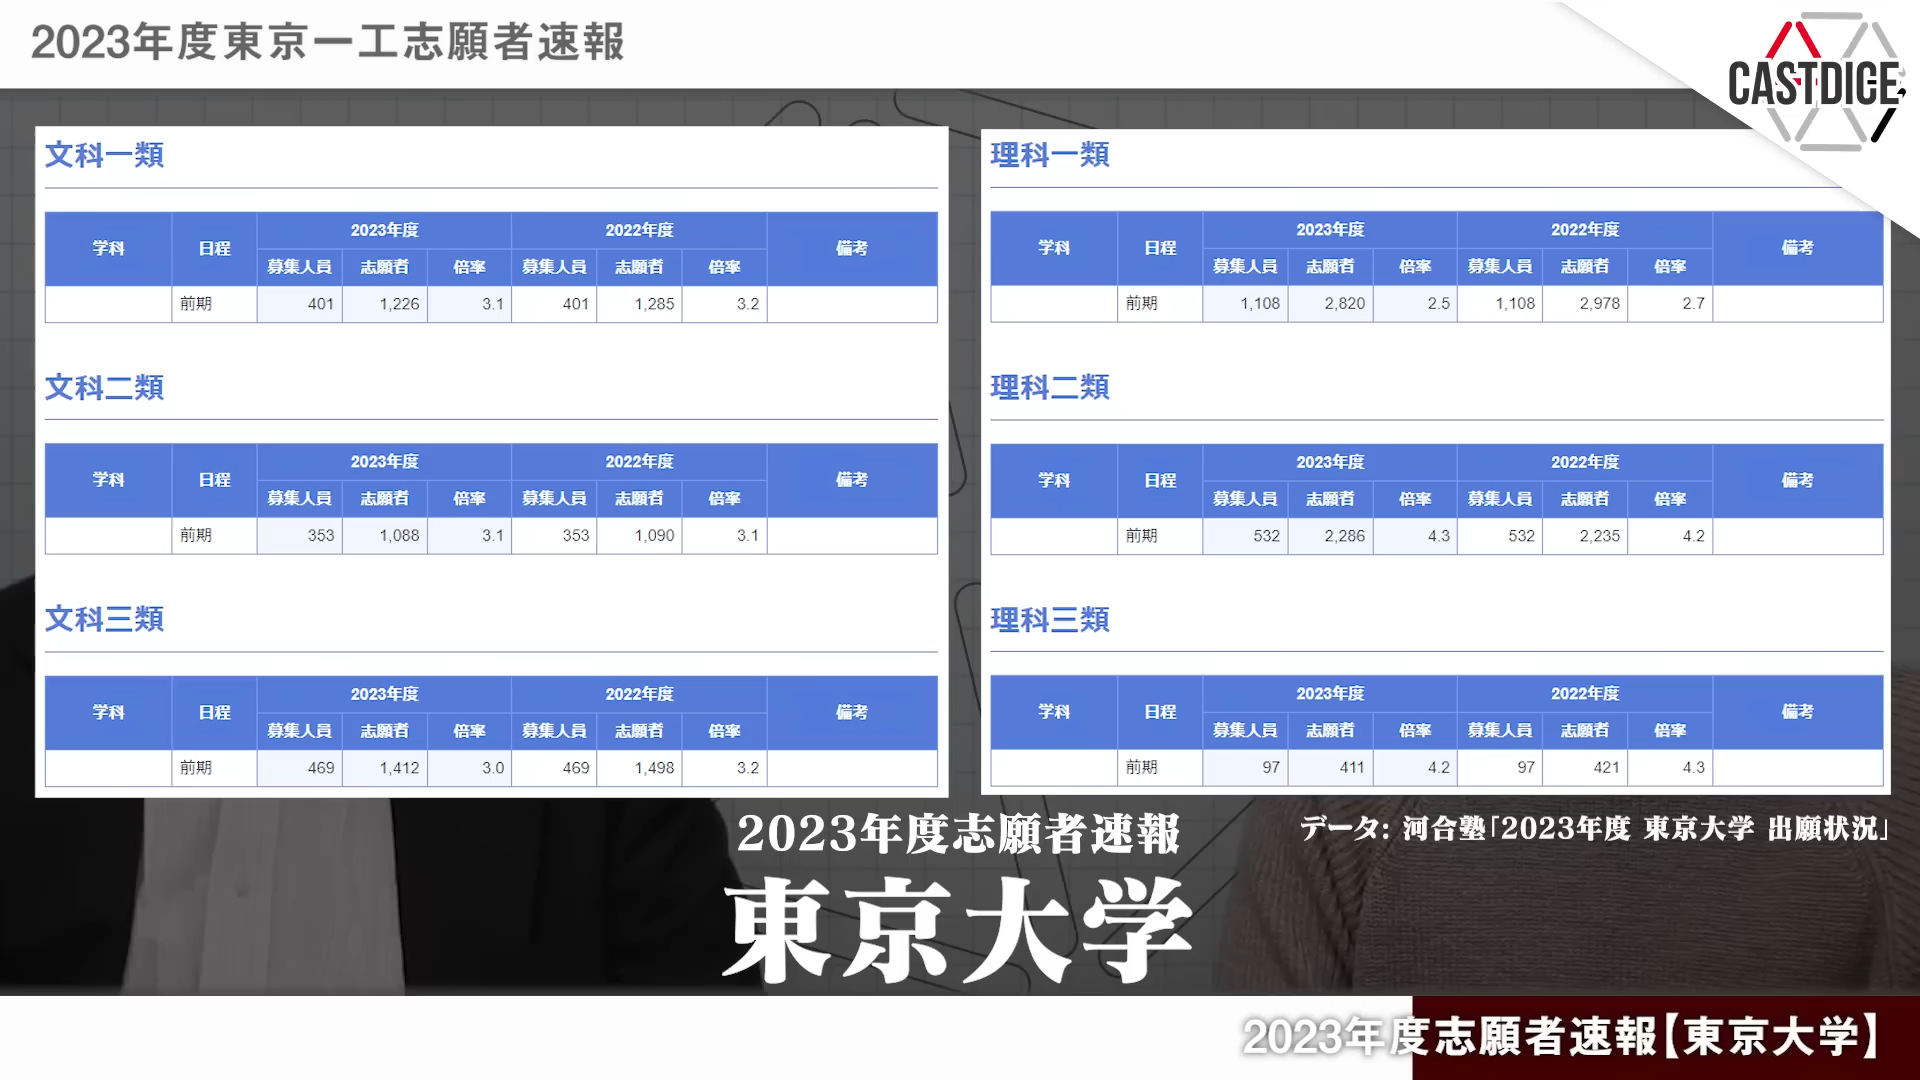 2023年度東京一工志願者速報
CASTDICE
文科一類
学科 日程 2023年度 2022年度 備考
募集人員 志願者 倍率 募集人員 志願者 倍率
前期 401 1,226 3.1 401 1,285 3.2
文科二類
学科 日程 2023年度 2022年度 備考
募集人員 志願者 倍率 募集人員 志願者 倍率
前期 353 1,088 3.1 353 1,090 3.1
文科三類
学科 日程 2023年度 2022年度 備考
募集人員 志願者 倍率 募集人員 志願者 倍率
前期 469 1,412 3.0 469 1,498 3.2
理科一類
学科 日程 2023年度 2022年度 備考
募集人員 志願者 倍率 募集人員 志願者 倍率
前期 1,108 2,820 2.5 1,108 2,978 2.7
理科二類
学科 日程 2023年度 2022年度 備考
募集人員 志願者 倍率 募集人員 志願者 倍率
前期 532 2,286 4.3 532 2,235 4.2
理科三類
学科 日程 2023年度 2022年度 備考
募集人員 志願者 倍率 募集人員 志願者 倍率
前期 97 411 4.2 97 421 4.3
2023年度志願者速報
東京大学
データ: 河合塾「2023年度 東京大学 出願状況」
2023年度志願者速報【東京大学】